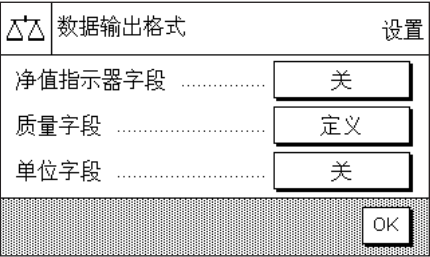 数据输出格式 设置
净值指示器字段 ............... 关
质量字段 ........................ 定义
单位字段 ........................ 关
OK